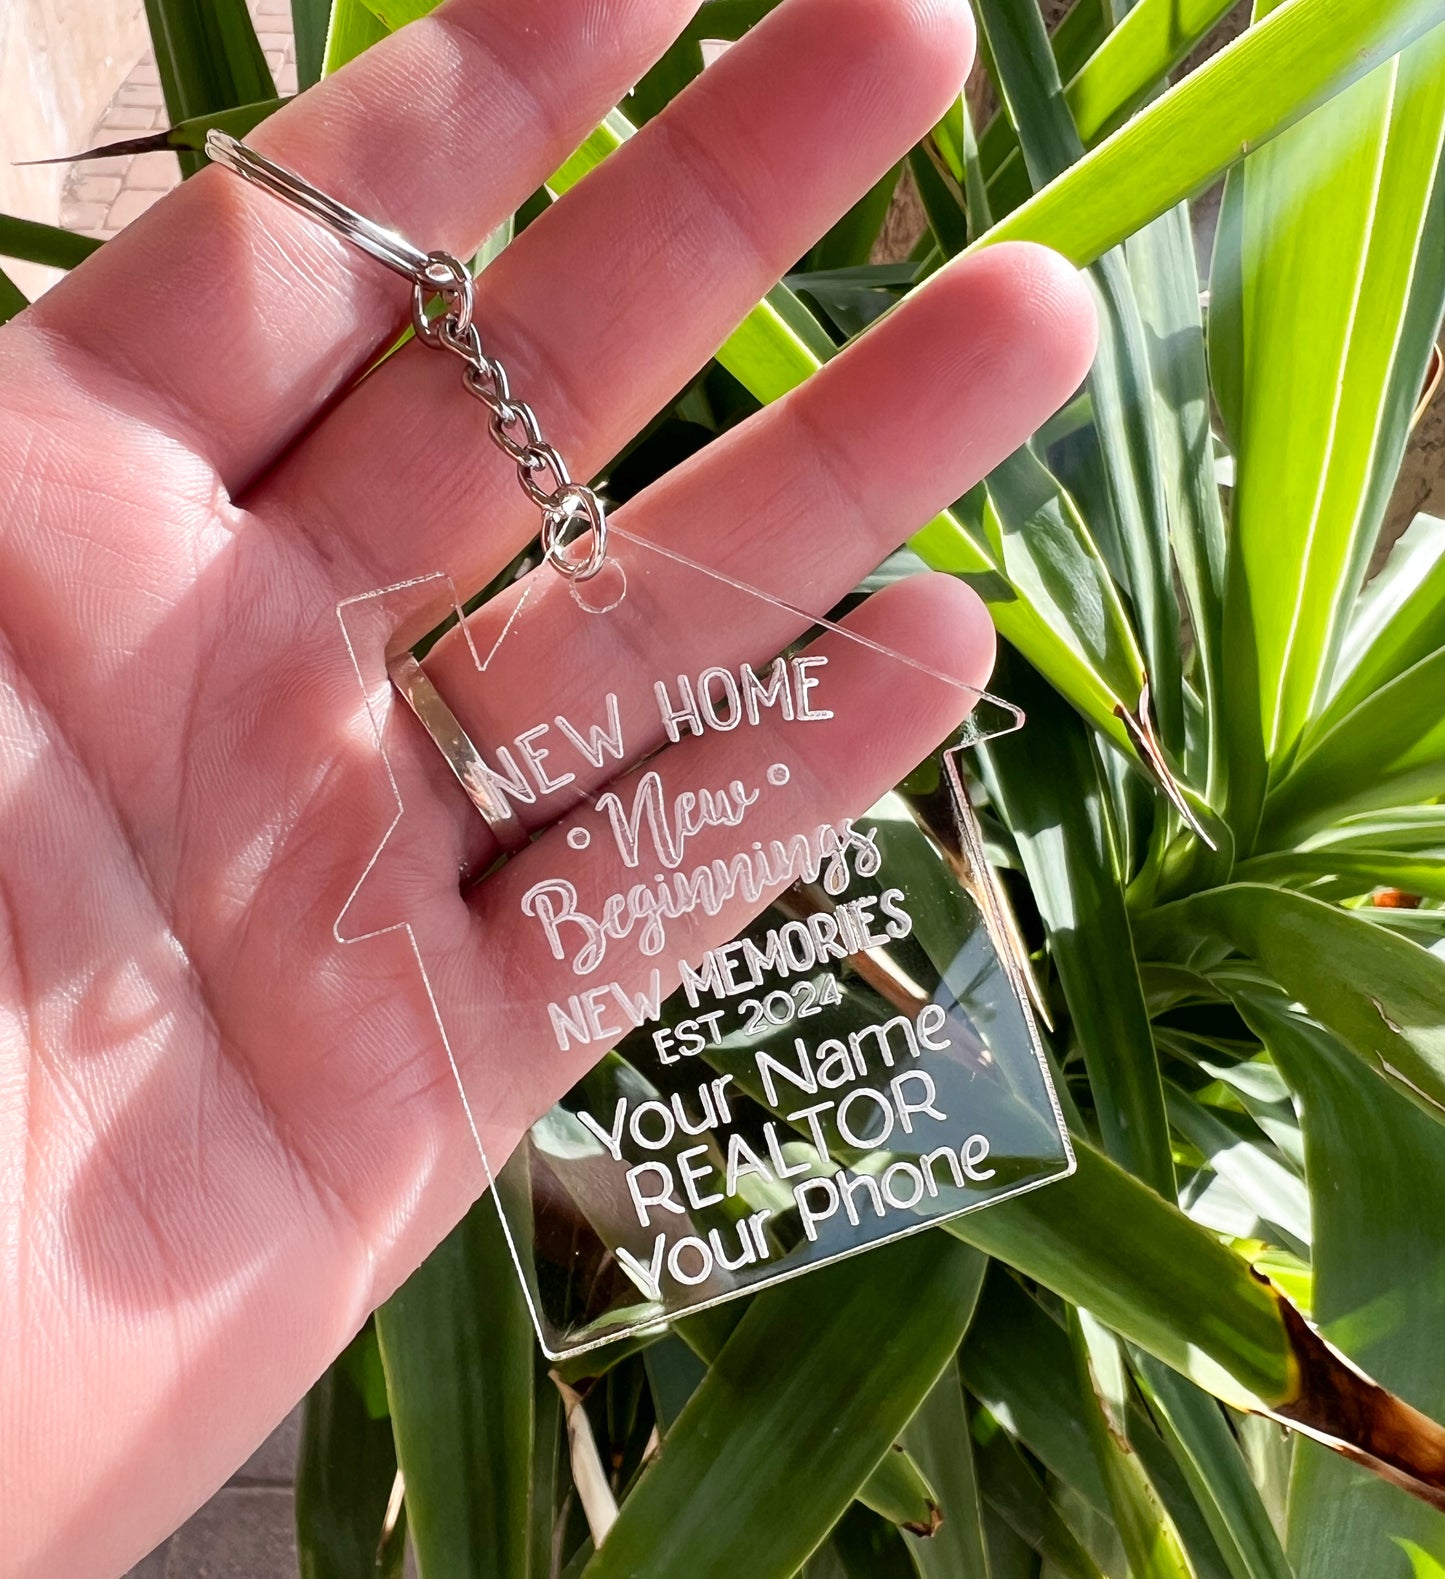 NEW HOME
• New •
Beginnings
NEW MEMORIES
EST 2024
Your Name
REALTOR
Your Phone